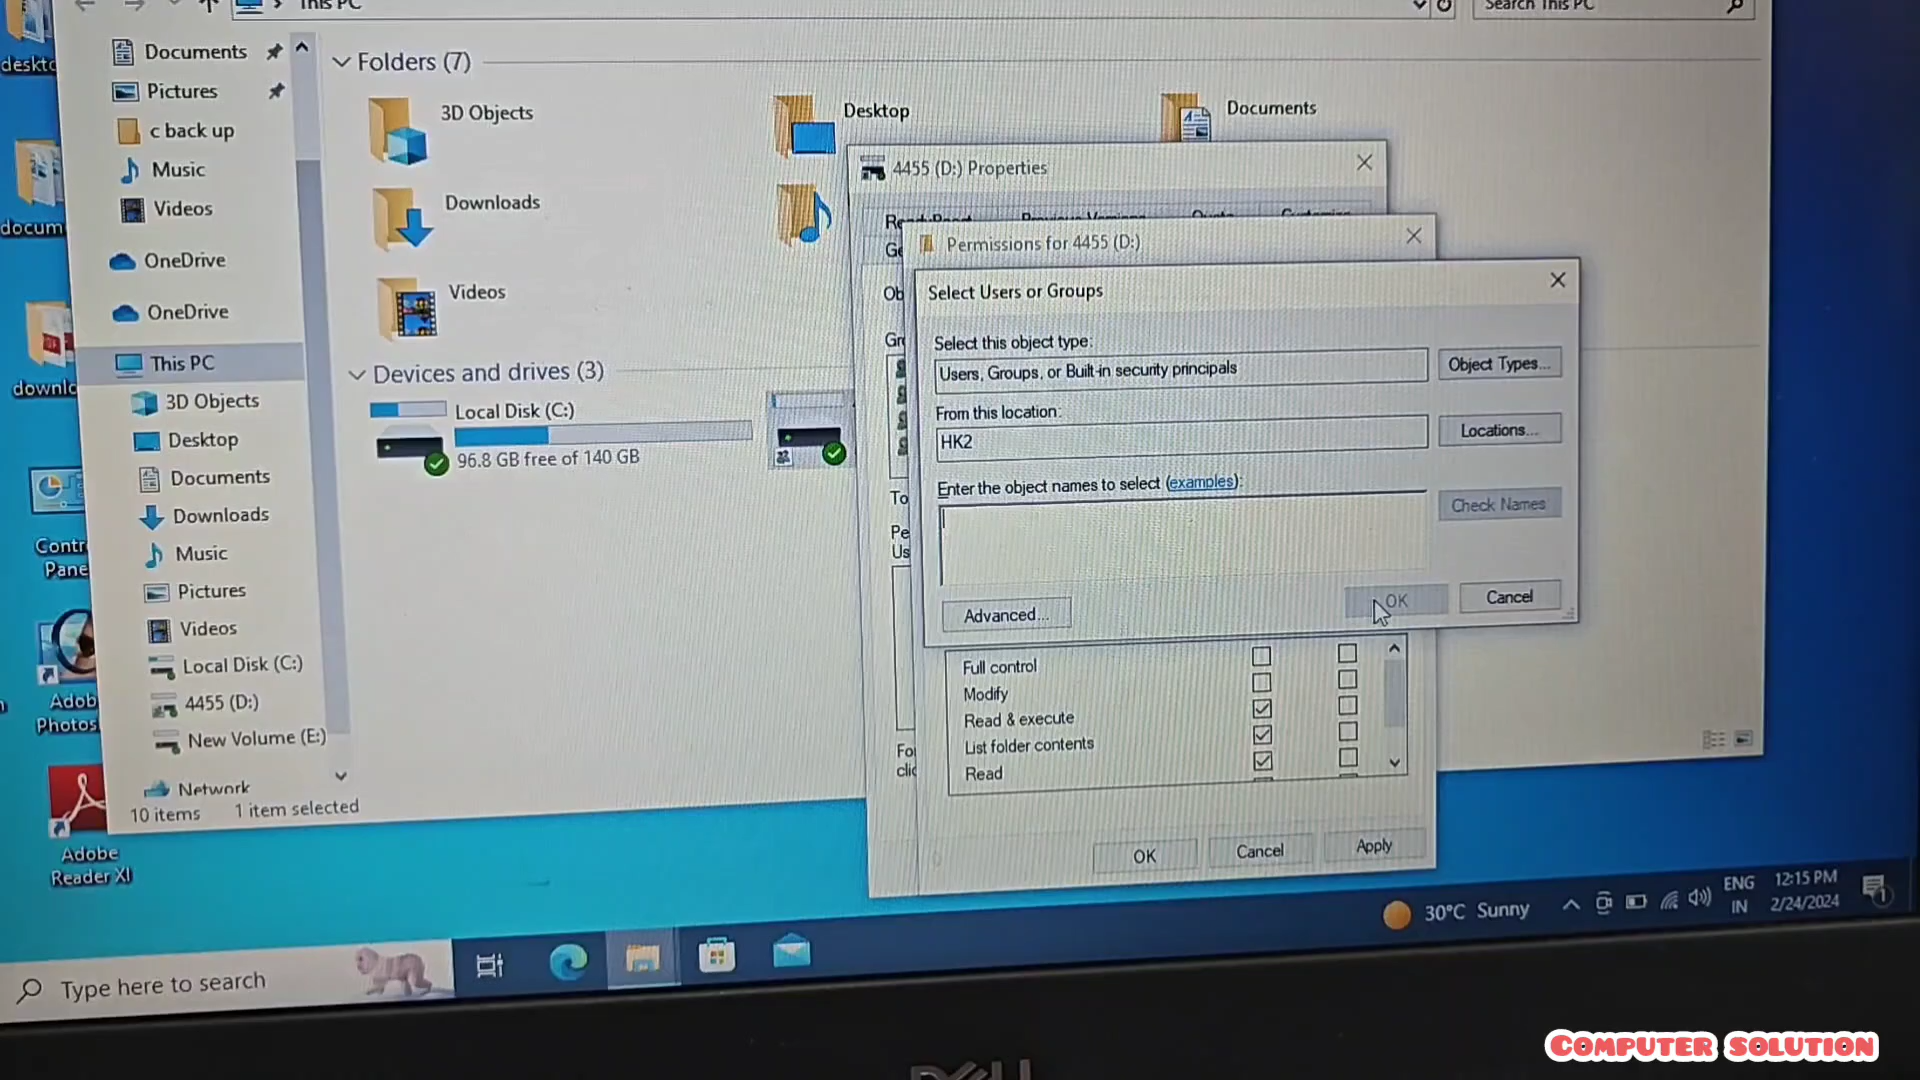 This PC
Search This PC
Documents
Pictures
c back up
Music
Videos
OneDrive
OneDrive
This PC
3D Objects
Desktop
Documents
Downloads
Music
Pictures
Videos
Local Disk (C:)
4455 (D:)
New Volume (E:)
Network
10 items 1 item selected
Folders (7)
3D Objects
Desktop
Documents
Downloads
Videos
Devices and drives (3)
Local Disk (C:)
96.8 GB free of 140 GB
4455 (D:) Properties
Previous Versions Quota Customize
Permissions for 4455 (D:)
Select Users or Groups
Select this object type:
Users, Groups, or Built-in security principals
Object Types...
From this location:
HK2
Locations...
Enter the object names to select (examples):
Check Names
Advanced...
OK
Cancel
Full control
Modify
Read & execute
List folder contents
Read
OK
Cancel
Apply
Adobe
Reader XI
Type here to search
30°C Sunny
ENG
IN
12:15 PM
2/24/2024
1
DELL
Computer solution